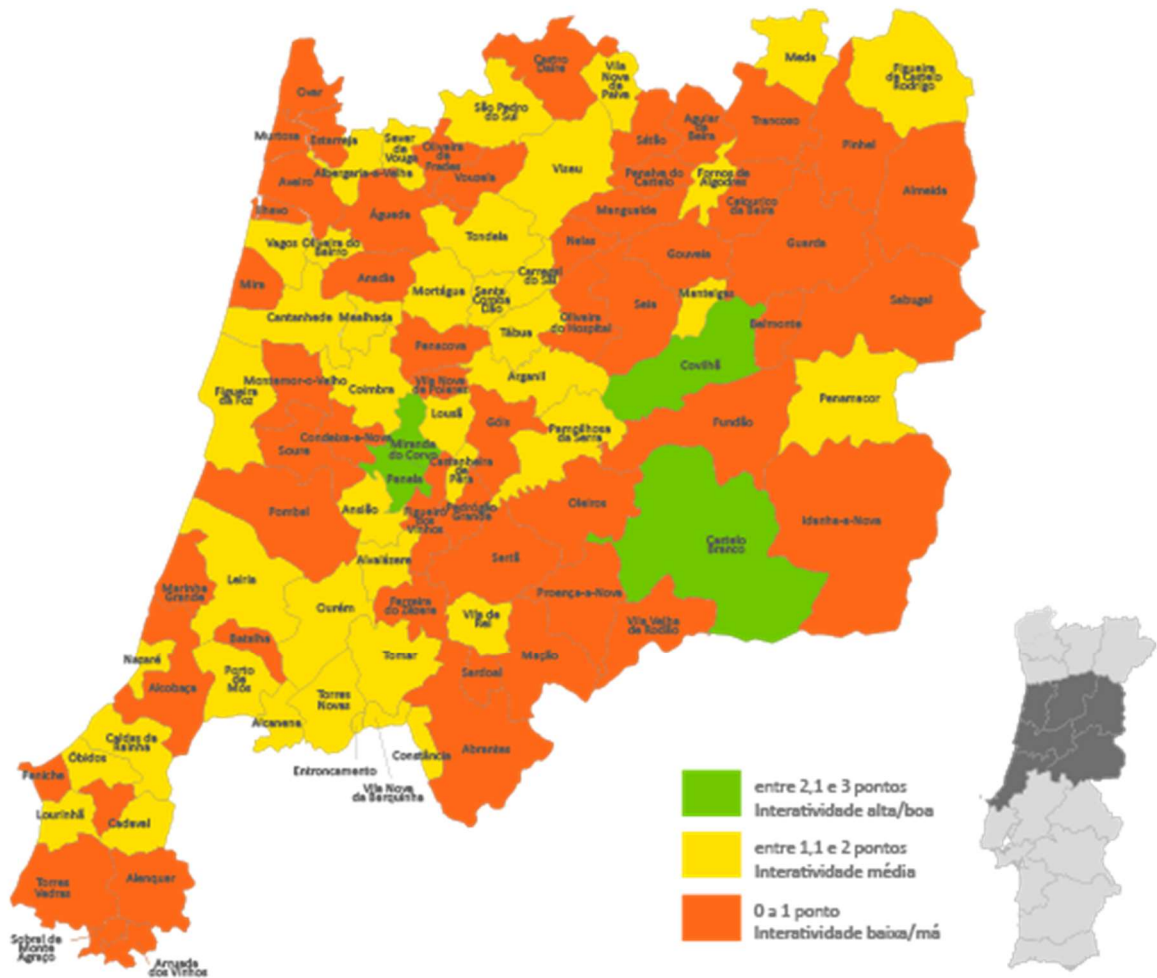 Castro
Daire
Meda
Figueira
de Castelo
Rodrigo
Vila
Nova
de Paiva
Ovar
São Pedro
do Sul
Aguiar
da
Beira
Trancoso
Murtosa
Estarreja
Sever
do
Vouga
Oliveira
de
Frades
Sátão
Pinhel
Viseu
Albergaria-a-Velha
Vouzela
Penalva do
Castelo
Fornos de
Algodres
Aveiro
Almeida
Ílhavo
Águeda
Mangualde
Celourico
da Beira
Vagos
Oliveira do
Bairro
Tondela
Nelas
Guarda
Gouveia
Mira
Anadia
Carregal
do Sal
Mortágua
Santa
Comba
Dão
Manteigas
Seia
Sabugal
Cantanhede
Mealhada
Tábua
Oliveira
do Hospital
Belmonte
Penacova
Covilhã
Montemor-o-Velho
Vila Nova
de Poiares
Arganil
Figueira
da Foz
Coimbra
Penamacor
Lousã
Góis
Pampilhosa
da Serra
Fundão
Condeixa-a-Nova
Soure
Miranda
do Corvo
Castanheira
de
Pêra
Penela
Pombal
Ansião
Figueiró
dos
Vinhos
Pedrógão
Grande
Oleiros
Idanha-a-Nova
Castelo
Branco
Alvaiázere
Sertã
Leiria
Marinha
Grande
Ourém
Ferreira
do Zêzere
Proença-a-Nova
Vila de
Rei
Vila Velha
de Rodão
Batalha
Nazaré
Tomar
Mação
Porto
de
Mós
Sardoal
Alcobaça
Torres
Novas
Alcanena
Caldas da
Rainha
Óbidos
Constância
Abrantes
Peniche
Entroncamento
Vila Nova
da Barquinha
Lourinhã
Cadaval
Torres
Vedras
Alenquer
Sobral de
Monte
Agraço
Arruada
dos Vinhos
entre 2,1 e 3 pontos
Interatividade alta/boa
entre 1,1 e 2 pontos
Interatividade média
0 a 1 ponto
Interatividade baixa/má